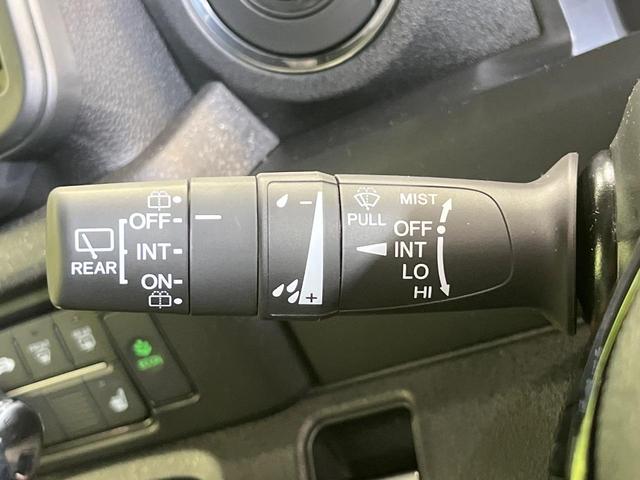 REAR
OFF
INT
ON
-
+
PULL
MIST
OFF
INT
LO
HI